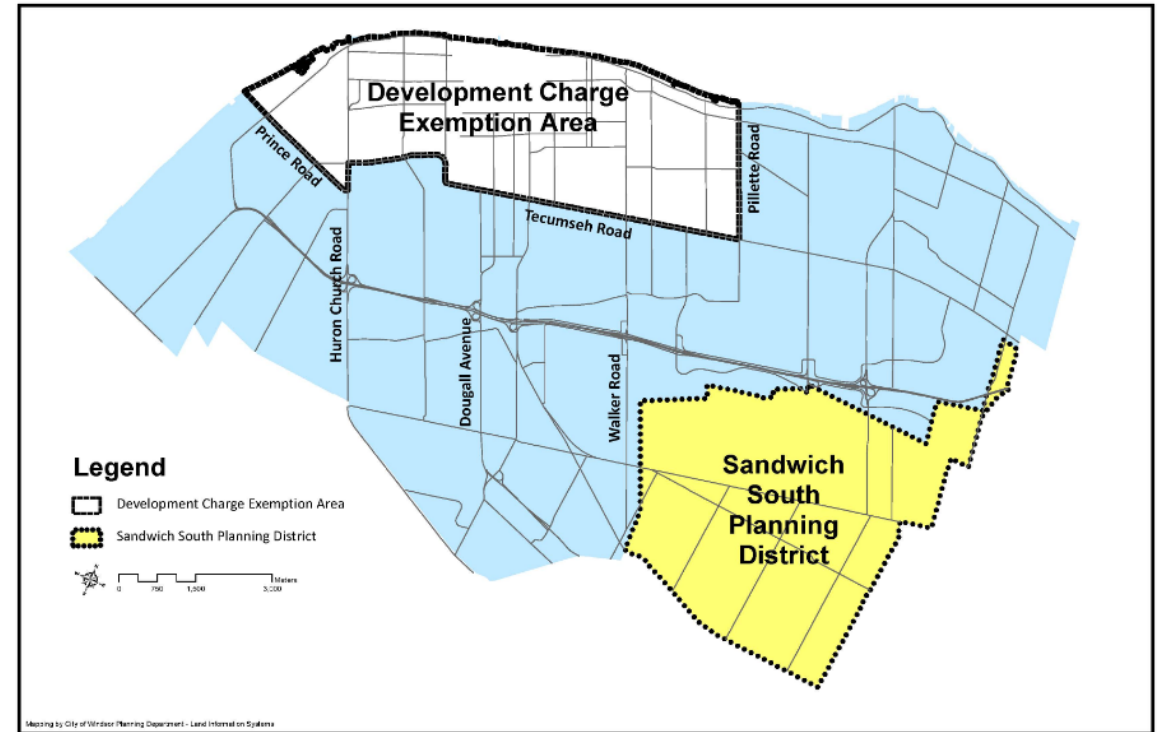 Development Charge
Exemption Area
Prince Road
Pillette Road
Tecumseh Road
Huron Church Road
Dougall Avenue
Walker Road
Sandwich
South
Planning
District
Legend
Development Charge Exemption Area
Sandwich South Planning District
Meters
0 750 1,500 3,000
Mapping by City of Windsor Planning Department - Land Information Systems